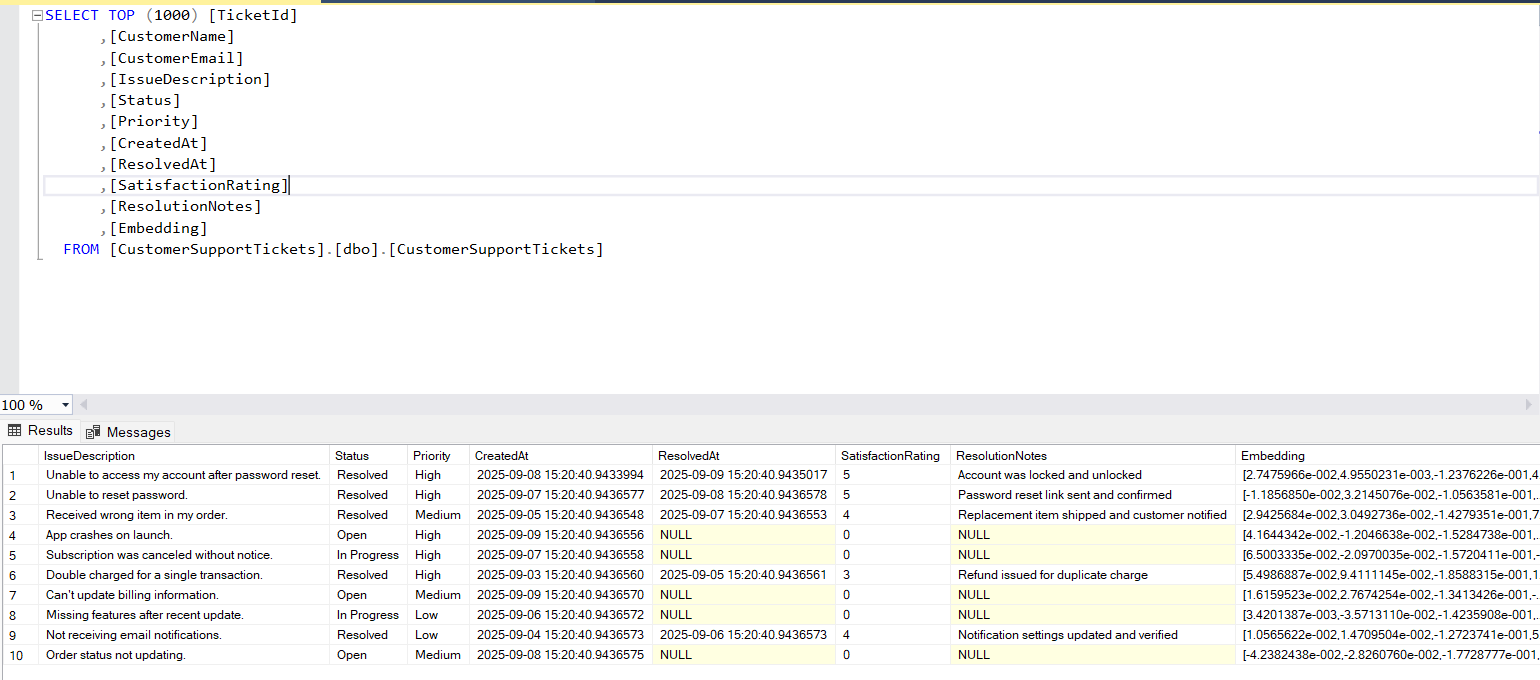 SELECT TOP (1000) [TicketId]
,[CustomerName]
,[CustomerEmail]
,[IssueDescription]
,[Status]
,[Priority]
,[CreatedAt]
,[ResolvedAt]
,[SatisfactionRating]
,[ResolutionNotes]
,[Embedding]
FROM [CustomerSupportTickets].[dbo].[CustomerSupportTickets]
100 %
Results Messages
IssueDescription Status Priority CreatedAt ResolvedAt SatisfactionRating ResolutionNotes Embedding
1 Unable to access my account after password reset. Resolved High 2025-09-08 15:20:40.9433994 2025-09-09 15:20:40.9435017 5 Account was locked and unlocked [2.7475966e-002,4.9550231e-003,-1.2376226e-001,4
2 Unable to reset password. Resolved High 2025-09-07 15:20:40.9436577 2025-09-08 15:20:40.9436578 5 Password reset link sent and confirmed [-1.1856850e-002,3.2145076e-002,-1.0563581e-001,...
3 Received wrong item in my order. Resolved Medium 2025-09-05 15:20:40.9436548 2025-09-07 15:20:40.9436553 4 Replacement item shipped and customer notified [2.9425684e-002,3.0492736e-002,-1.4279351e-001,7
4 App crashes on launch. Open High 2025-09-09 15:20:40.9436556 NULL 0 NULL [4.1644342e-002,-1.2046638e-002,-1.5284738e-001,...
5 Subscription was canceled without notice. In Progress High 2025-09-07 15:20:40.9436558 NULL 0 NULL [6.5003335e-002,-2.0970035e-002,-1.5720411e-001,-
6 Double charged for a single transaction. Resolved High 2025-09-03 15:20:40.9436560 2025-09-05 15:20:40.9436561 3 Refund issued for duplicate charge [5.4986887e-002,9.4111145e-002,-1.8588315e-001,1
7 Can't update billing information. Open Medium 2025-09-09 15:20:40.9436570 NULL 0 NULL [1.6159523e-002,2.7674254e-002,-1.3413426e-001,-...
8 Missing features after recent update. In Progress Low 2025-09-06 15:20:40.9436572 NULL 0 NULL [3.4201387e-003,-3.5713110e-002,-1.4235908e-001,...
9 Not receiving email notifications. Resolved Low 2025-09-04 15:20:40.9436573 2025-09-06 15:20:40.9436573 4 Notification settings updated and verified [1.0565622e-002,1.4709504e-002,-1.2723741e-001,5
10 Order status not updating. Open Medium 2025-09-08 15:20:40.9436575 NULL 0 NULL [-4.2382438e-002,-2.8260760e-002,-1.7728777e-001,